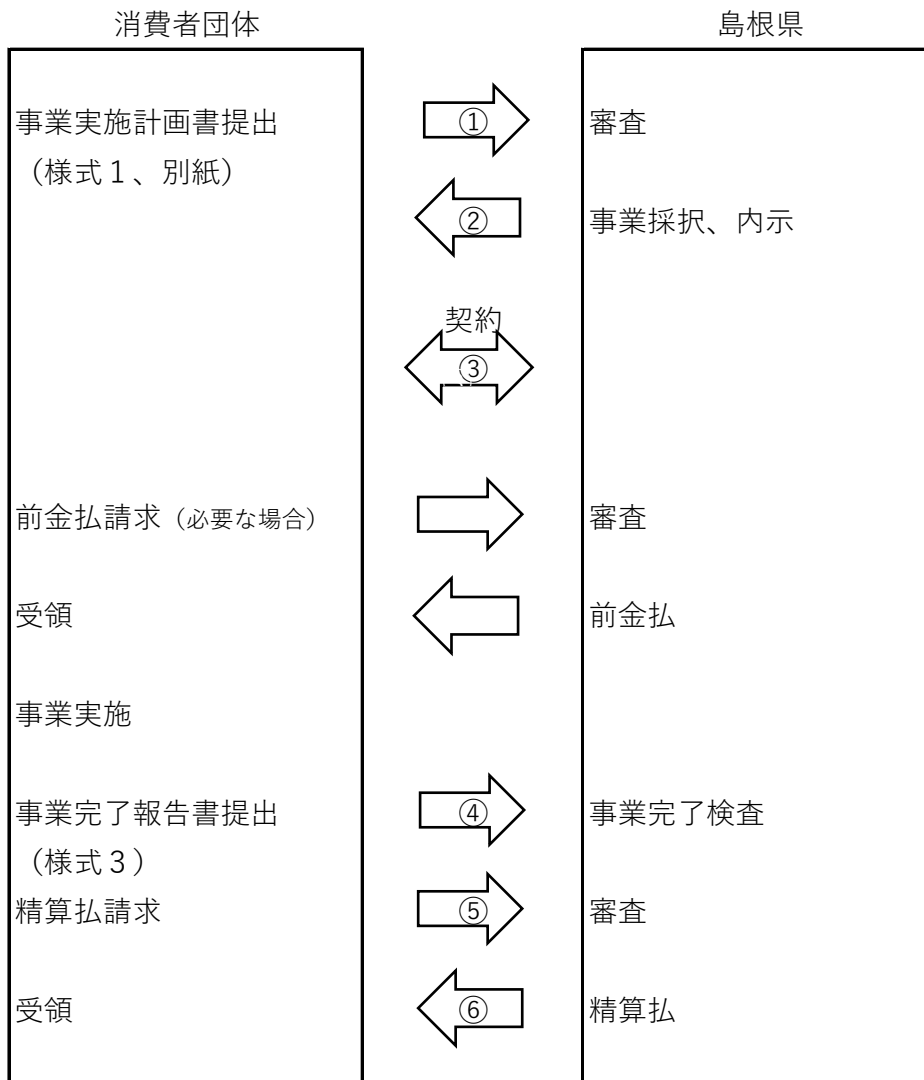 消費者団体
島根県
事業実施計画書提出
①
審査
（様式１、別紙）
②
事業採択、内示
契約
③
前金払請求（必要な場合）
審査
受領
前金払
事業実施
事業完了報告書提出
④
事業完了検査
（様式３）
精算払請求
⑤
審査
受領
⑥
精算払